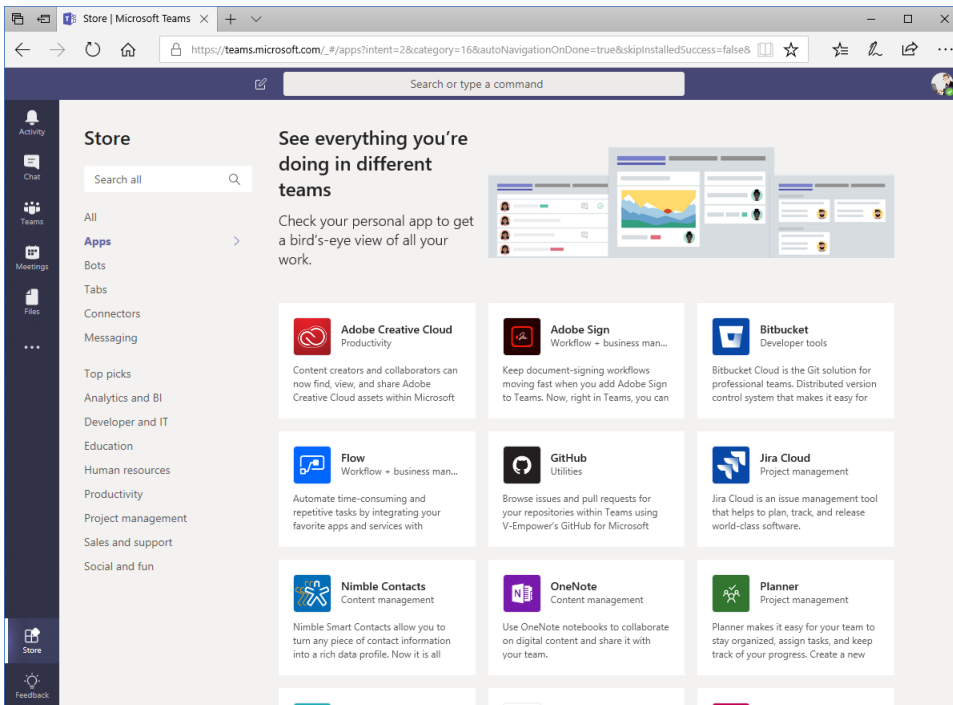 Store | Microsoft Teams
https://teams.microsoft.com/_#/apps?intent=2&category=16&autoNavigationOnDone=true&skipInstalledSuccess=false&
Search or type a command
Activity
Chat
Teams
Meetings
Files
Store
Feedback
Store
Search all
All
Apps
Bots
Tabs
Connectors
Messaging
Top picks
Analytics and BI
Developer and IT
Education
Human resources
Productivity
Project management
Sales and support
Social and fun
See everything you're
doing in different
teams
Check your personal app to get
a bird's-eye view of all your
work.
Adobe Creative Cloud
Productivity
Content creators and collaborators can
now find, view, and share Adobe
Creative Cloud assets within Microsoft
Adobe Sign
Workflow + business man...
Keep document-signing workflows
moving fast when you add Adobe Sign
to Teams. Now, right in Teams, you can
Bitbucket
Developer tools
Bitbucket Cloud is the Git solution for
professional teams. Distributed version
control system that makes it easy for
Flow
Workflow + business man...
Automate time-consuming and
repetitive tasks by integrating your
favorite apps and services with
GitHub
Utilities
Browse issues and pull requests for
your repositories within Teams using
V-Empower's GitHub for Microsoft
Jira Cloud
Project management
Jira Cloud is an issue management tool
that helps to plan, track, and release
world-class software.
Nimble Contacts
Content management
Nimble Smart Contacts allow you to
turn any piece of contact information
into a rich data profile. Now it is all
N
OneNote
Content management
Use OneNote notebooks to collaborate
on digital content and share it with
your team.
Planner
Project management
Planner makes it easy for your team to
stay organized, assign tasks, and keep
track of your progress. Create a new